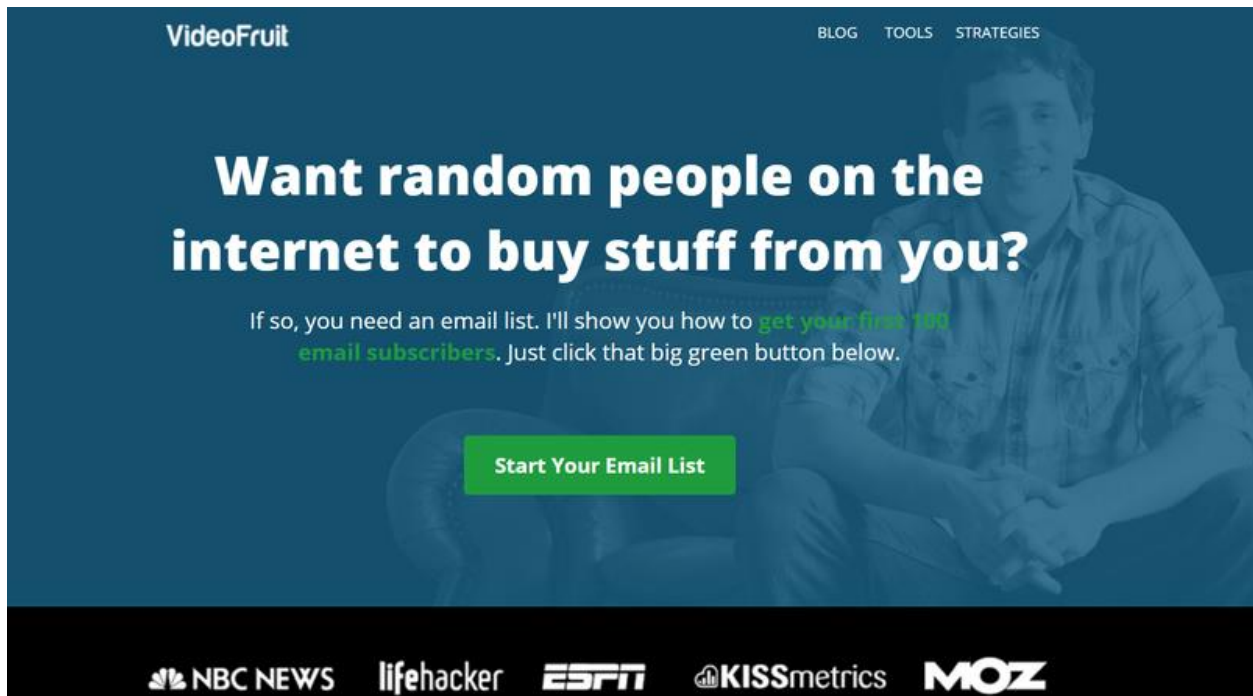 VideoFruit
BLOG TOOLS STRATEGIES
Want random people on the
internet to buy stuff from you?
If so, you need an email list. I'll show you how to get your first 100
email subscribers. Just click that big green button below.
Start Your Email List
NBC NEWS lifehacker ESPN KISSmetrics MOZ